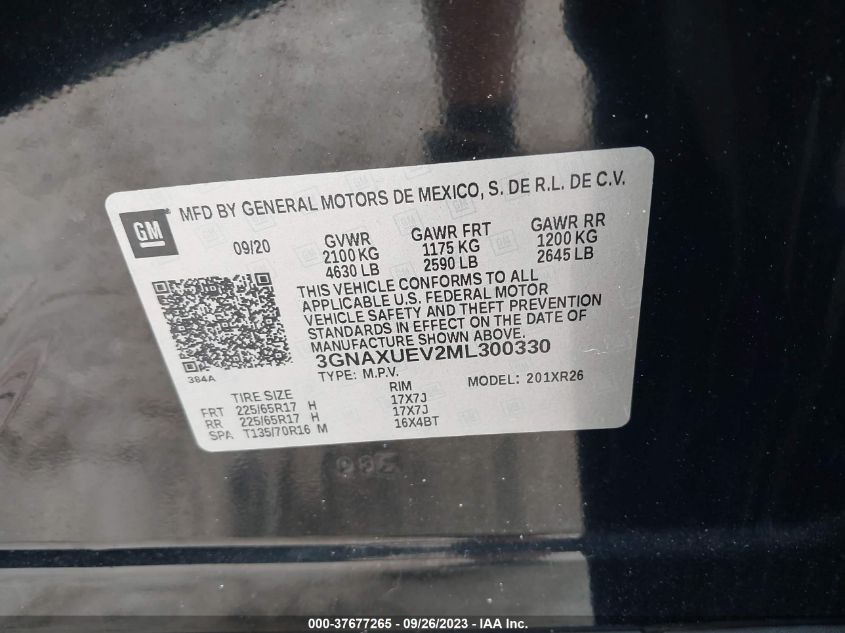 GM
MFD BY GENERAL MOTORS DE MEXICO, S. DE R.L. DE C.V.
09/20 GVWR GAWR FRT GAWR RR
2100 KG 1175 KG 1200 KG
4630 LB 2590 LB 2645 LB
THIS VEHICLE CONFORMS TO ALL
APPLICABLE U.S. FEDERAL MOTOR
VEHICLE SAFETY AND THEFT PREVENTION
STANDARDS IN EFFECT ON THE DATE OF
MANUFACTURE SHOWN ABOVE.
3GNAXUEV2ML300330
384A TYPE: M.P.V. MODEL: 201XR26
TIRE SIZE RIM
FRT 225/65R17 H 17X7J
RR 225/65R17 H 17X7J
SPA T135/70R16 M 16X4BT
000-37677265 - 09/26/2023 - IAAI Inc.